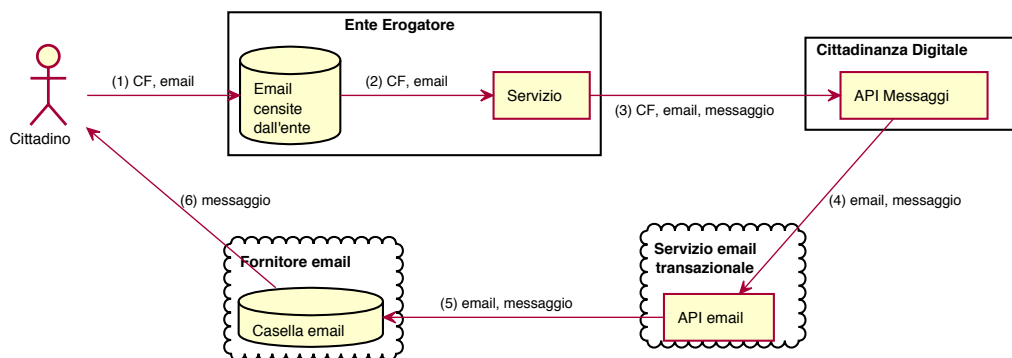 Ente Erogatore
Cittadinanza Digitale
(1) CF, email
(2) CF, email
Email
censite
dall'ente
Servizio
(3) CF, email, messaggio
API Messaggi
Cittadino
(6) messaggio
(4) email, messaggio
Fornitore email
Servizio email
transazionale
(5) email, messaggio
Casella email
API email